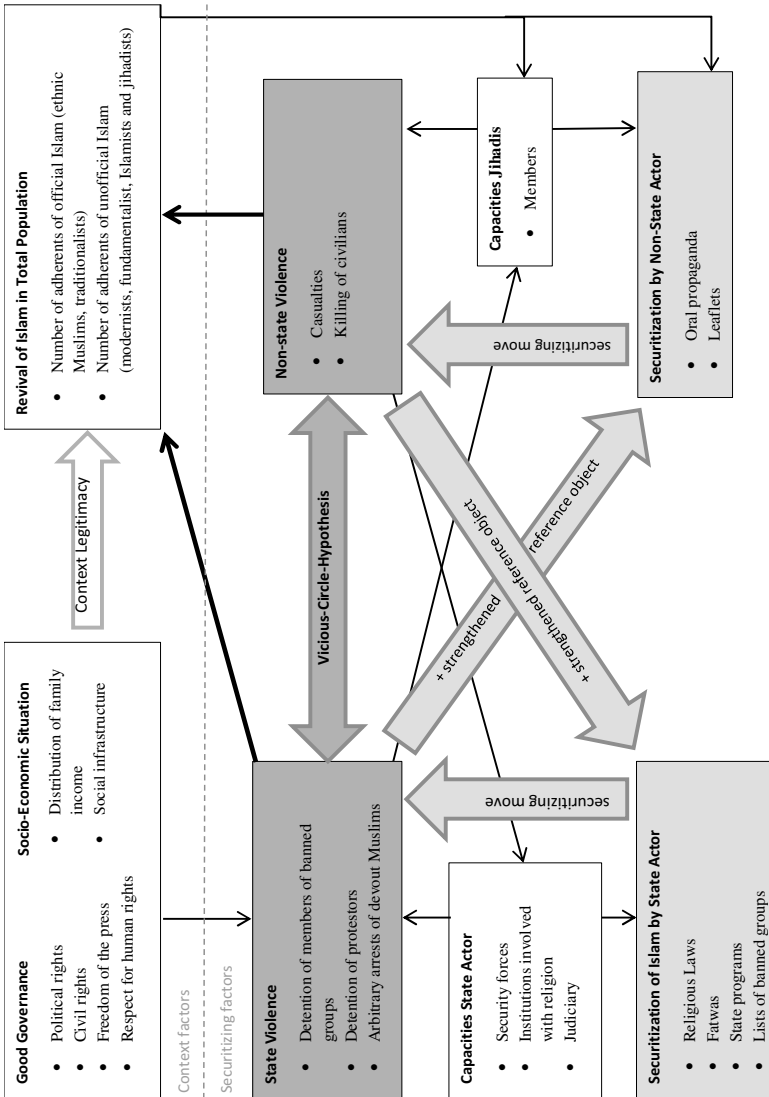 Good Governance
Socio-Economic Situation
• Political rights
• Civil rights
• Freedom of the press
• Respect for human rights
• Distribution of family
income
• Social infrastructure
Context Legitimacy
Revival of Islam in Total Population
• Number of adherents of official Islam (ethnic
Muslims, traditionalists)
• Number of adherents of unofficial Islam
(modernists, fundamentalist, Islamists and jihadists)
Context factors
Securitizing factors
State Violence
• Detention of members of banned
groups
• Detention of protestors
• Arbitrary arrests of devout Muslims
Vicious-Circle-Hypothesis
Non-state Violence
• Casualties
• Killing of civilians
Capacities State Actor
• Security forces
• Institutions involved
with religion
• Judiciary
securitizing move
+ strengthened reference object
+ strengthened reference object
securitizing move
Capacities Jihadis
• Members
Securitization of Islam by State Actor
• Religious Laws
• Fatwas
• State programs
• Lists of banned groups
Securitization by Non-State Actor
• Oral propaganda
• Leaflets